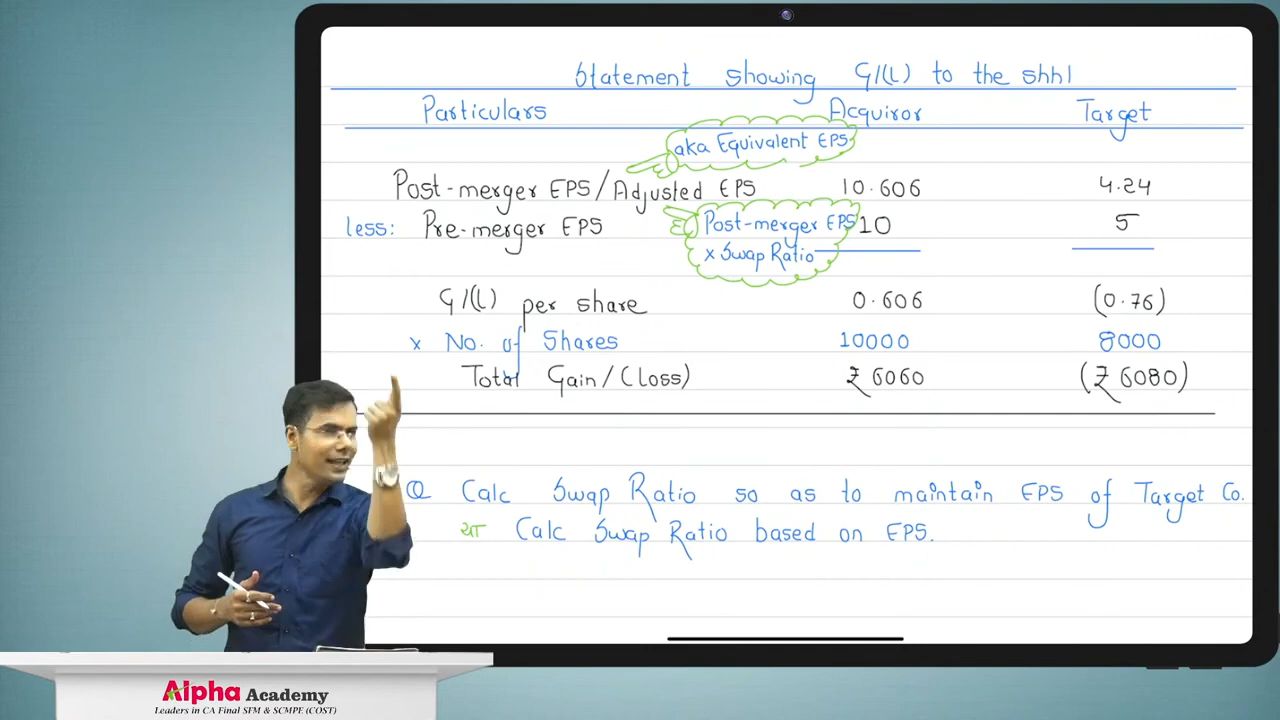 Statement showing G/(L) to the shhl
Particulars Acquiror Target
aka Equivalent EPS
Post-merger EPS/Adjusted EPS 10.606 4.24
less: Pre-merger EPS 10 5
Post-merger EPS
x Swap Ratio
G/(L) per share 0.606 (0.76)
x No. of Shares 10000 8000
Total Gain/(Loss) ₹6060 (₹6080)
Q Calc Swap Ratio so as to maintain EPS of Target Co.
या Calc Swap Ratio based on EPS.
Alpha Academy
Leaders in CA Final SFM & SCMPE (COST)